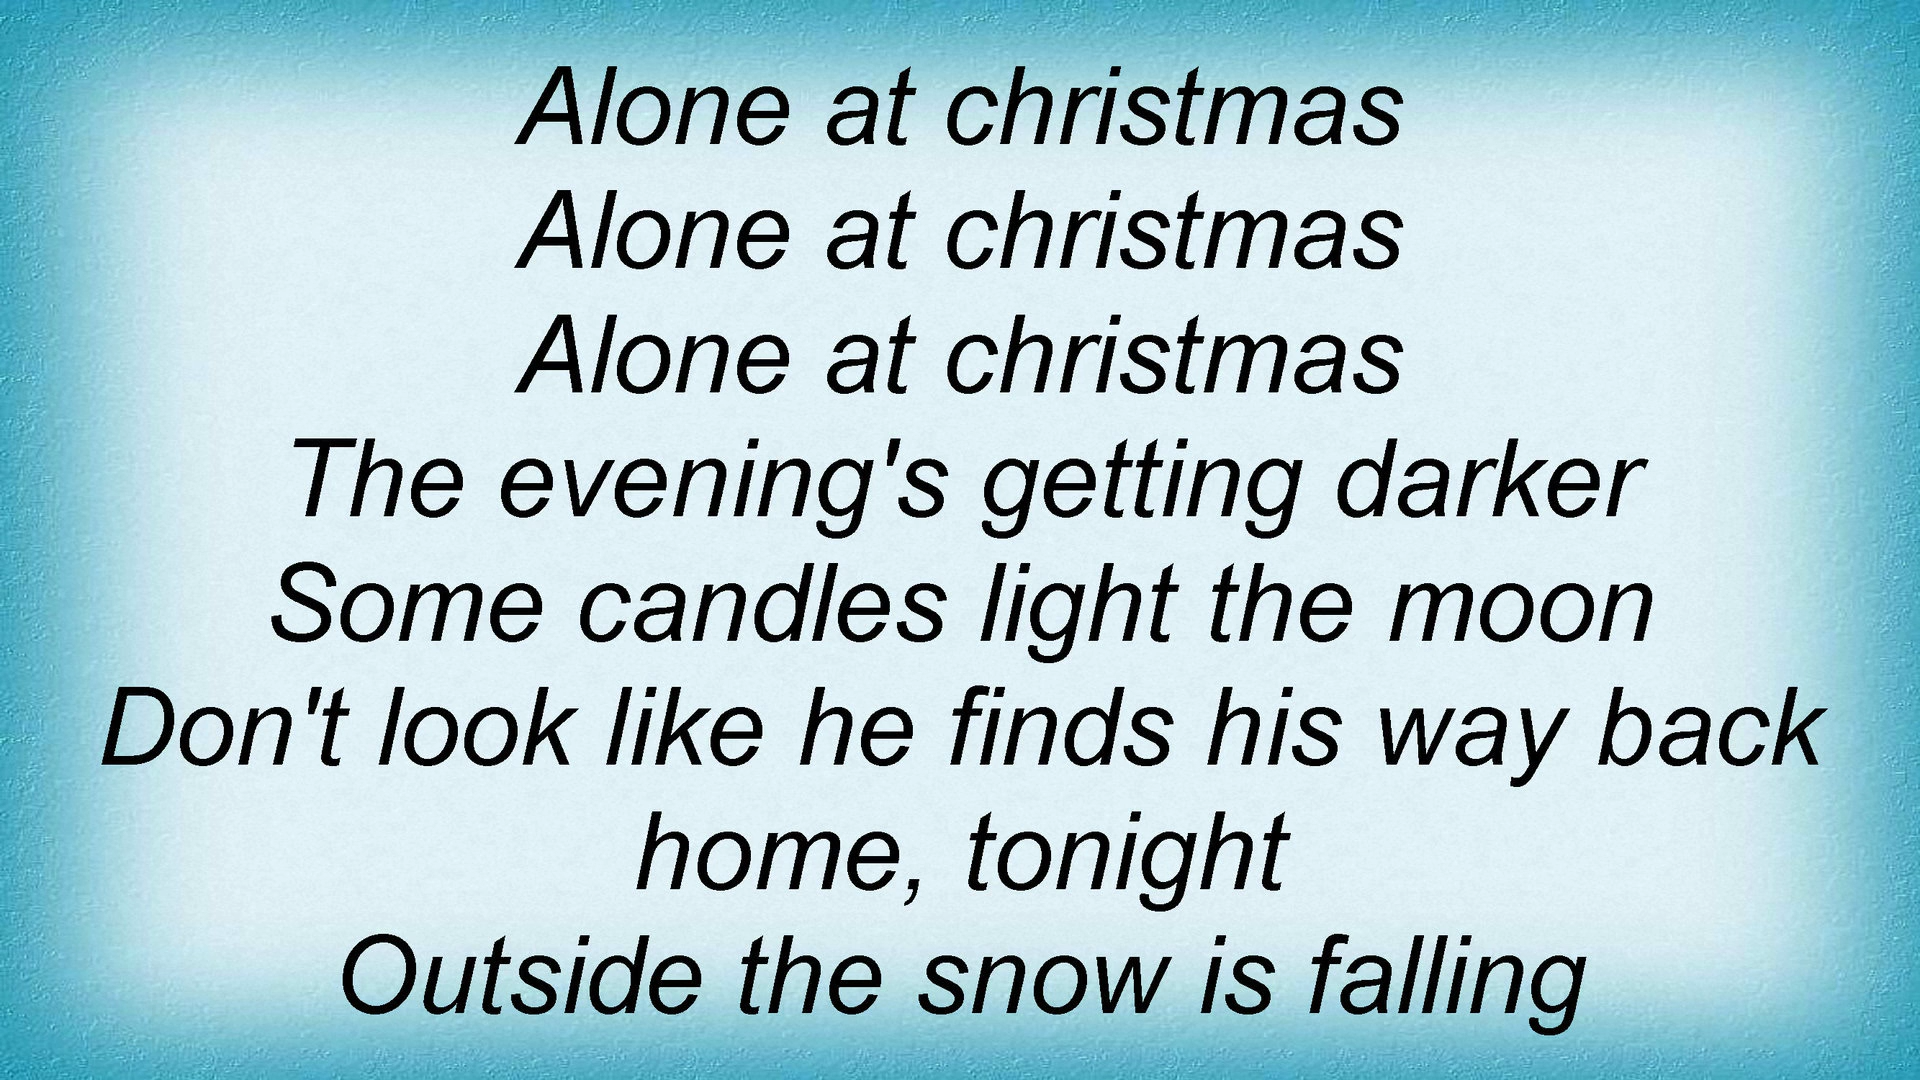 Alone at christmas
Alone at christmas
Alone at christmas
The evening's getting darker
Some candles light the moon
Don't look like he finds his way back
home, tonight
Outside the snow is falling